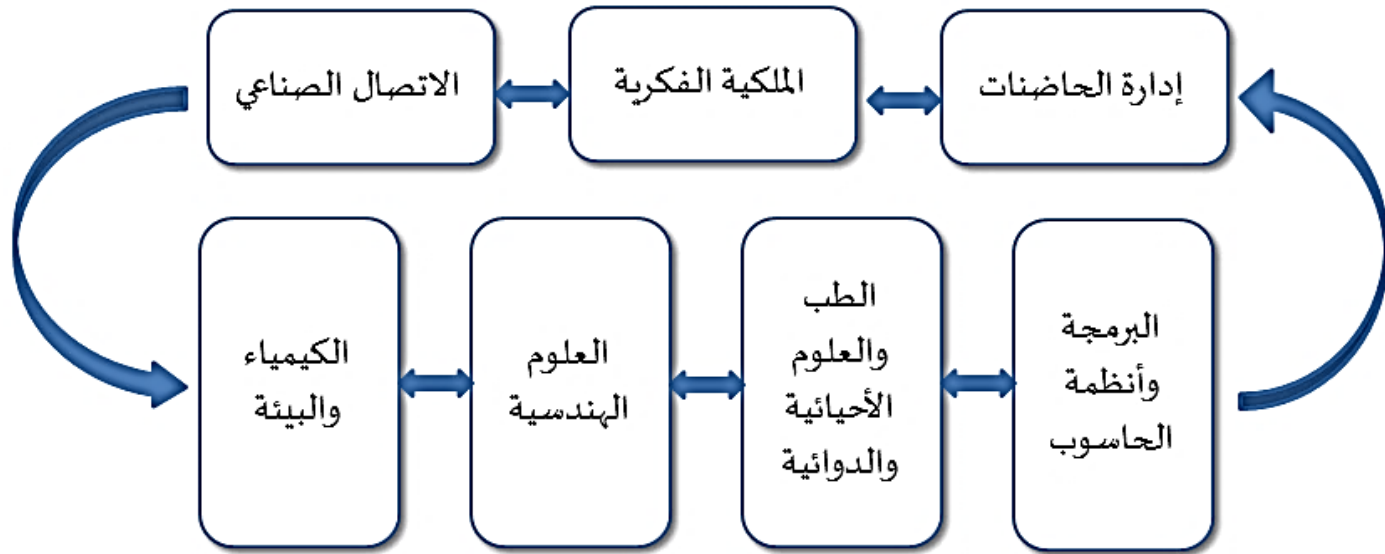 إدارة الحاضنات
الملكية الفكرية
الاتصال الصناعي
البرمجة
وأنظمة
الحاسوب
الطب
والعلوم
الأحيائية
والدوائية
العلوم
الهندسية
الكيمياء
والبيئة